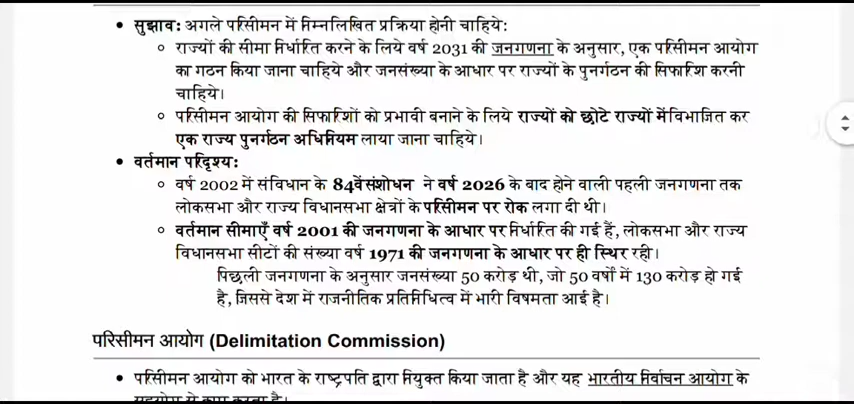 • सुझाव: अगले परिसीमन में निम्नलिखित प्रक्रिया होनी चाहिये:
○ राज्यों की सीमा निर्धारित करने के लिये वर्ष 2031 की जनगणना के अनुसार, एक परिसीमन आयोग
का गठन किया जाना चाहिये और जनसंख्या के आधार पर राज्यों के पुनर्गठन की सिफारिश करनी
चाहिये।
○ परिसीमन आयोग की सिफारिशों को प्रभावी बनाने के लिये राज्यों को छोटे राज्यों में विभाजित कर
एक राज्य पुनर्गठन अधिनियम लाया जाना चाहिये।
• वर्तमान परिदृश्य:
○ वर्ष 2002 में संविधान के 84वें संशोधन ने वर्ष 2026 के बाद होने वाली पहली जनगणना तक
लोकसभा और राज्य विधानसभा क्षेत्रों के परिसीमन पर रोक लगा दी थी।
○ वर्तमान सीमाएँ वर्ष 2001 की जनगणना के आधार पर निर्धारित की गई हैं, लोकसभा और राज्य
विधानसभा सीटों की संख्या वर्ष 1971 की जनगणना के आधार पर ही स्थिर रही।
पिछली जनगणना के अनुसार जनसंख्या 50 करोड़ थी, जो 50 वर्षों में 130 करोड़ हो गई
है, जिससे देश में राजनीतिक प्रतिनिधित्व में भारी विषमता आई है।
परिसीमन आयोग (Delimitation Commission)
• परिसीमन आयोग को भारत के राष्ट्रपति द्वारा नियुक्त किया जाता है और यह भारतीय निर्वाचन आयोग के
सहयोग से काम करता है।